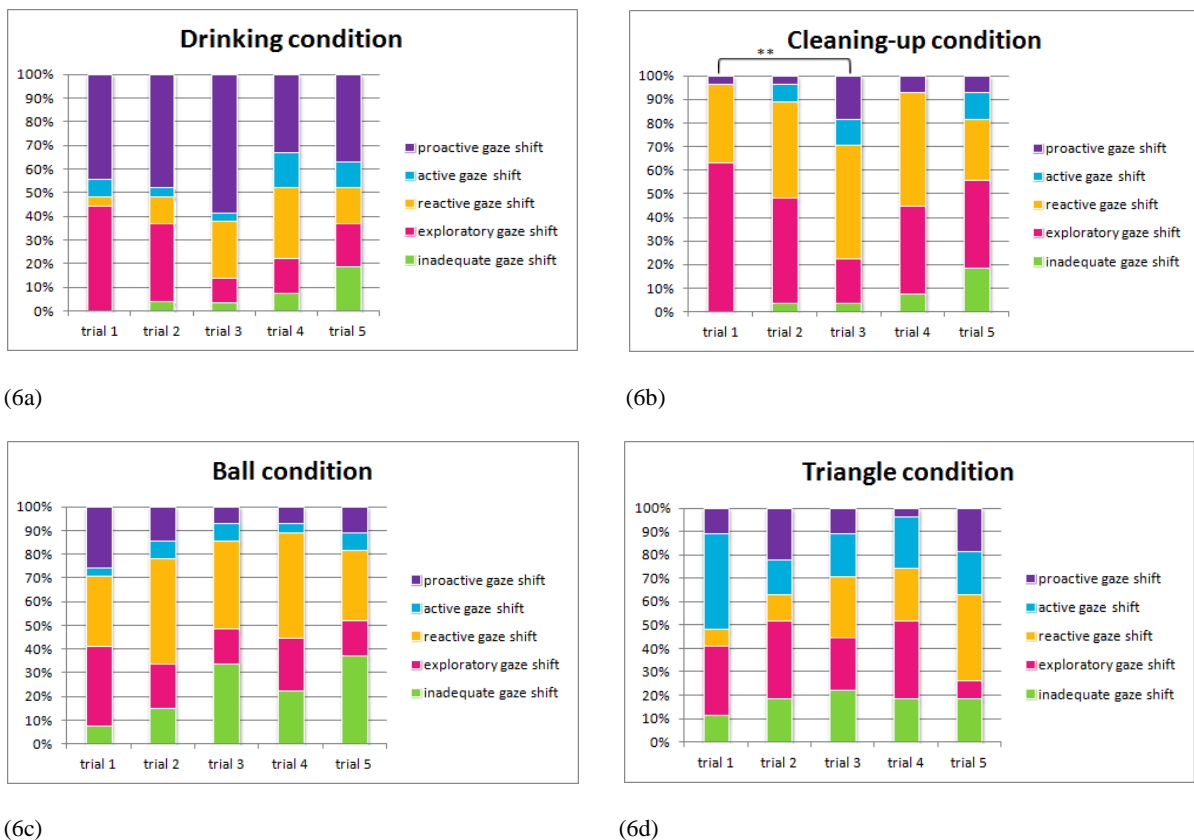 Drinking condition
100%
90%
80%
70%
60%
50%
40%
30%
20%
10%
0%
trial 1 trial 2 trial 3 trial 4 trial 5
proactive gaze shift
active gaze shift
reactive gaze shift
exploratory gaze shift
inadequate gaze shift
(6a)
Cleaning-up condition
**
100%
90%
80%
70%
60%
50%
40%
30%
20%
10%
0%
trial 1 trial 2 trial 3 trial 4 trial 5
proactive gaze shift
active gaze shift
reactive gaze shift
exploratory gaze shift
inadequate gaze shift
(6b)
Ball condition
100%
90%
80%
70%
60%
50%
40%
30%
20%
10%
0%
trial 1 trial 2 trial 3 trial 4 trial 5
proactive gaze shift
active gaze shift
reactive gaze shift
exploratory gaze shift
inadequate gaze shift
(6c)
Triangle condition
100%
90%
80%
70%
60%
50%
40%
30%
20%
10%
0%
trial 1 trial 2 trial 3 trial 4 trial 5
proactive gaze shift
active gaze shift
reactive gaze shift
exploratory gaze shift
inadequate gaze shift
(6d)